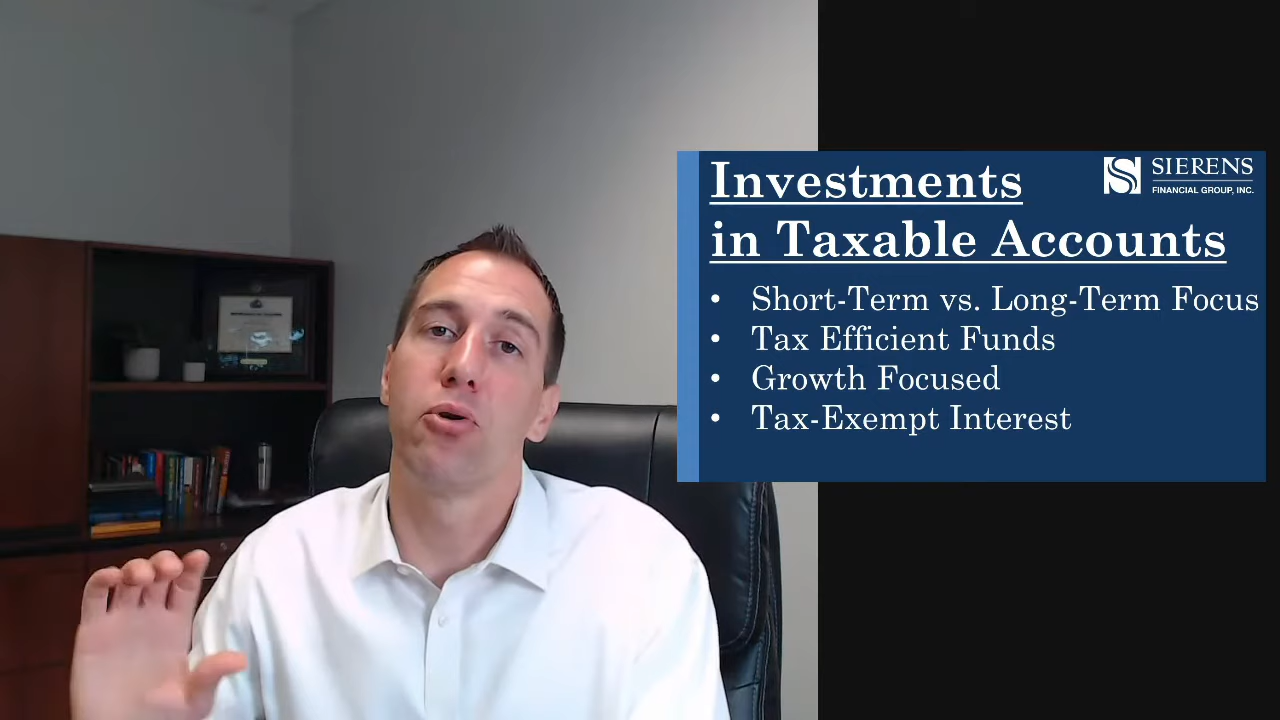 Investments
SIERENS
FINANCIAL GROUP, INC.
in Taxable Accounts
• Short-Term vs. Long-Term Focus
• Tax Efficient Funds
• Growth Focused
• Tax-Exempt Interest